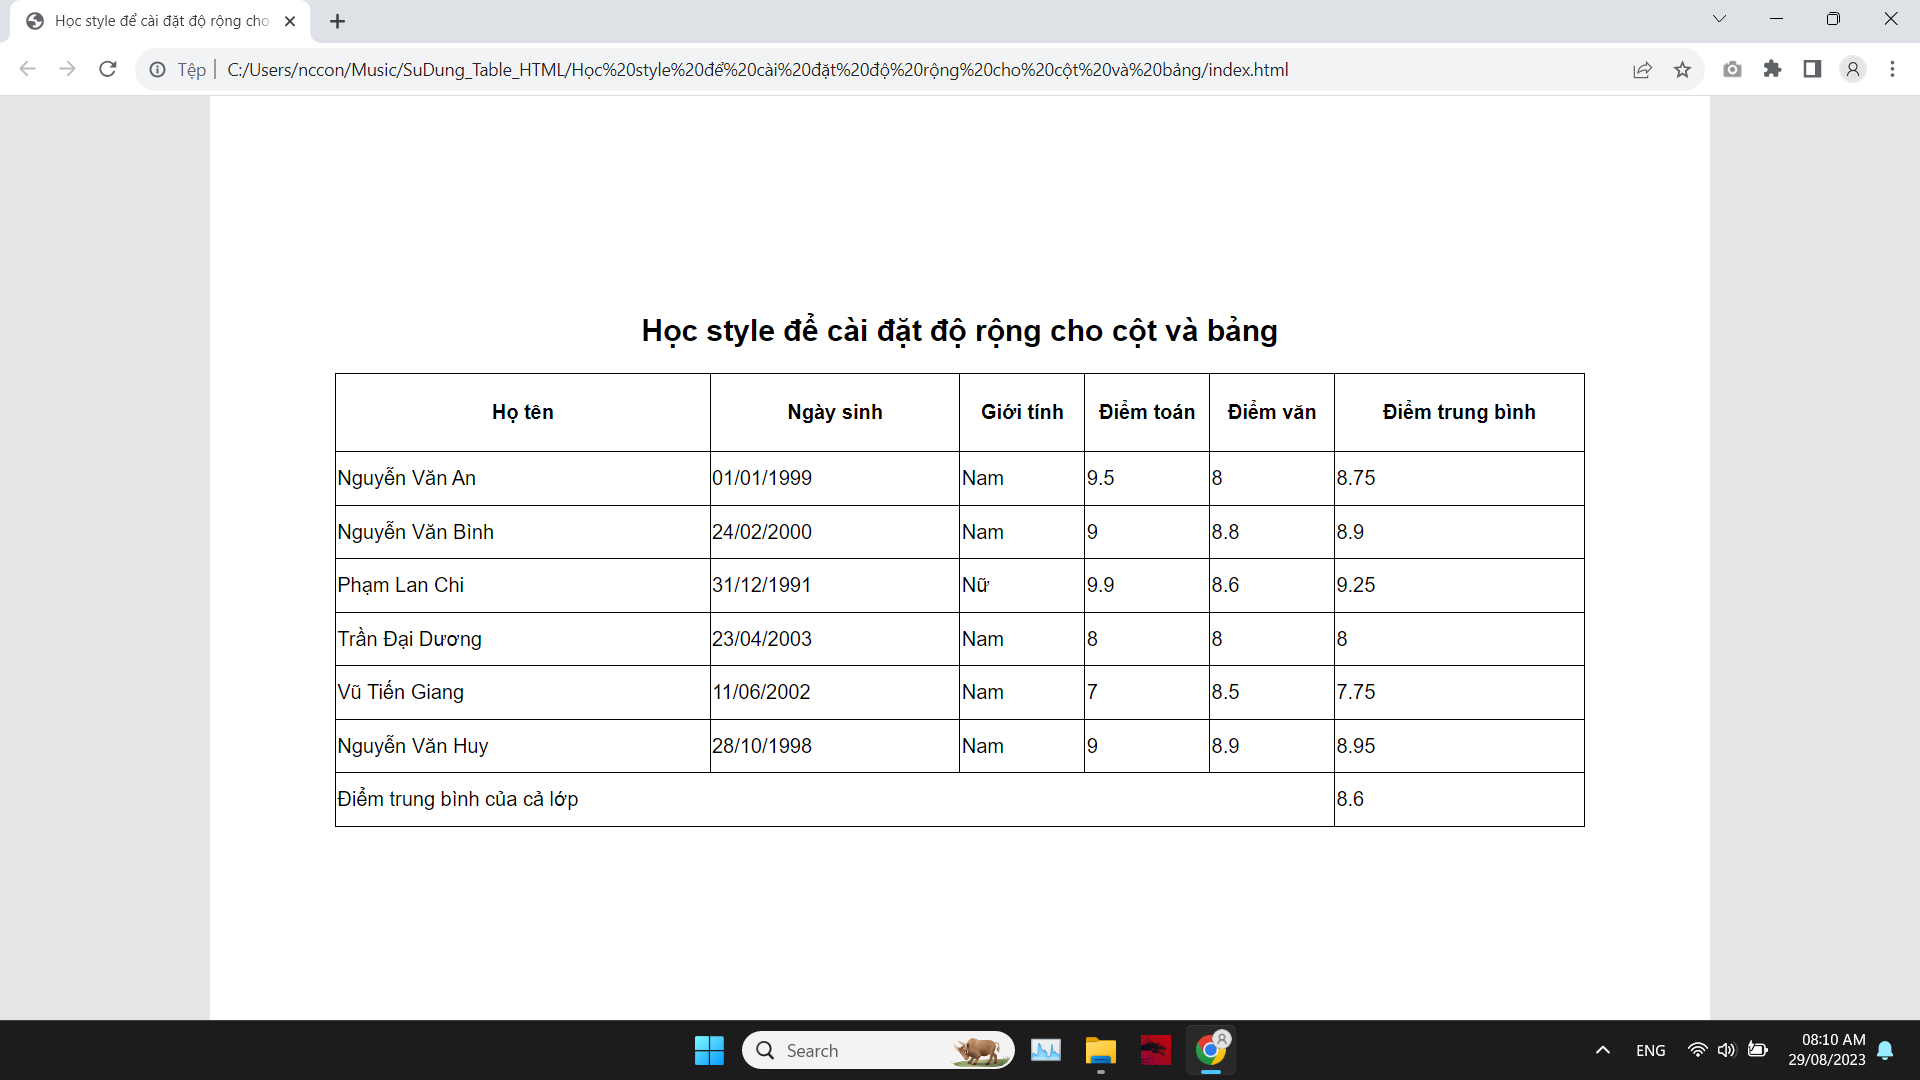 Học style để cài đặt độ rộng cho
Tệp | C:/Users/nccon/Music/SuDung_Table_HTML/Học%20style%20để%20cài%20đặt%20độ%20rộng%20cho%20cột%20và%20bảng/index.html
Học style để cài đặt độ rộng cho cột và bảng
Họ tên Ngày sinh Giới tính Điểm toán Điểm văn Điểm trung bình
Nguyễn Văn An 01/01/1999 Nam 9.5 8 8.75
Nguyễn Văn Bình 24/02/2000 Nam 9 8.8 8.9
Phạm Lan Chi 31/12/1991 Nữ 9.9 8.6 9.25
Trần Đại Dương 23/04/2003 Nam 8 8 8
Vũ Tiến Giang 11/06/2002 Nam 7 8.5 7.75
Nguyễn Văn Huy 28/10/1998 Nam 9 8.9 8.95
Điểm trung bình của cả lớp 8.6
Search ENG 08:10 AM
29/08/2023